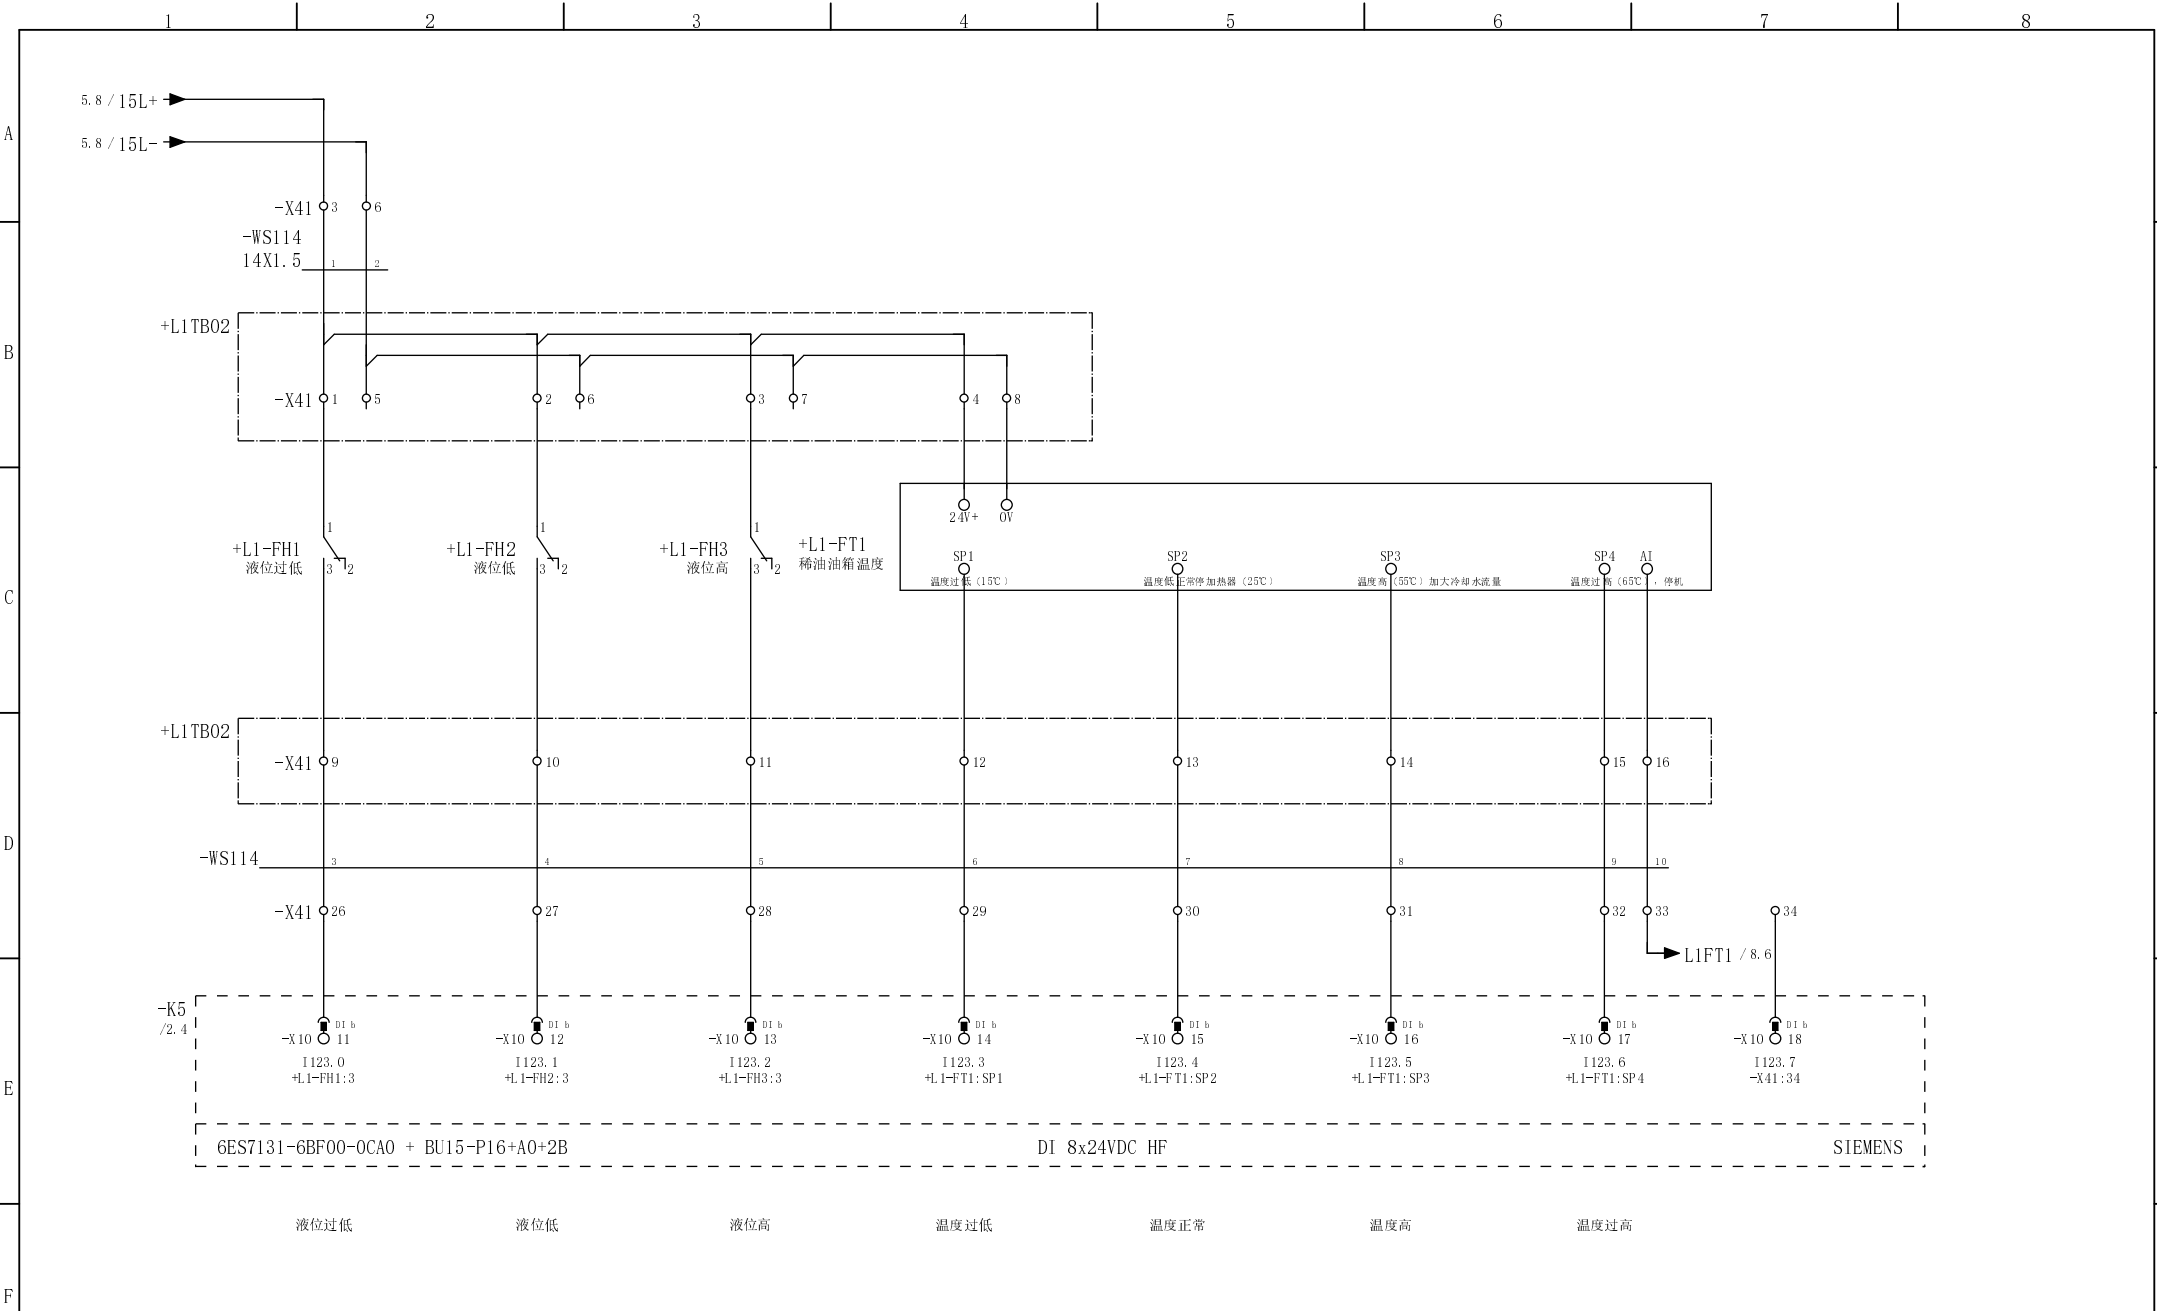 1 2 3 4 5 6 7 8
A
5.8 / 15L+
5.8 / 15L-
-X41 3 6
-WS114
14X1.5 1 2
+L1TB02
B
-X41 1 5 2 6 3 7 4 8
24V+ 0V
1 1 1
+L1-FH1 +L1-FH2 +L1-FH3 +L1-FT1
液位过低 液位低 液位高 稀油油箱温度
3 2 3 2 3 2
SP1 SP2 SP3 SP4 AI
温度过低（15℃） 温度低正常停加热器（25℃） 温度高（55℃）加大冷却水流量 温度过高（65℃），停机
C
+L1TB02
-X41 9 10 11 12 13 14 15 16
D
-WS114 3 4 5 6 7 8 9 10
-X41 26 27 28 29 30 31 32 33 34
L1FT1 / 8.6
-K5
/2.4
DI b DI b DI b DI b DI b DI b DI b DI b
-X10 11 -X10 12 -X10 13 -X10 14 -X10 15 -X10 16 -X10 17 -X10 18
I123.0 I123.1 I123.2 I123.3 I123.4 I123.5 I123.6 I123.7
+L1-FH1:3 +L1-FH2:3 +L1-FH3:3 +L1-FT1:SP1 +L1-FT1:SP2 +L1-FT1:SP3 +L1-FT1:SP4 -X41:34
E
6ES7131-6BF00-0CA0 + BU15-P16+A0+2B DI 8x24VDC HF SIEMENS
液位过低 液位低 液位高 温度过低 温度正常 温度高 温度过高
F